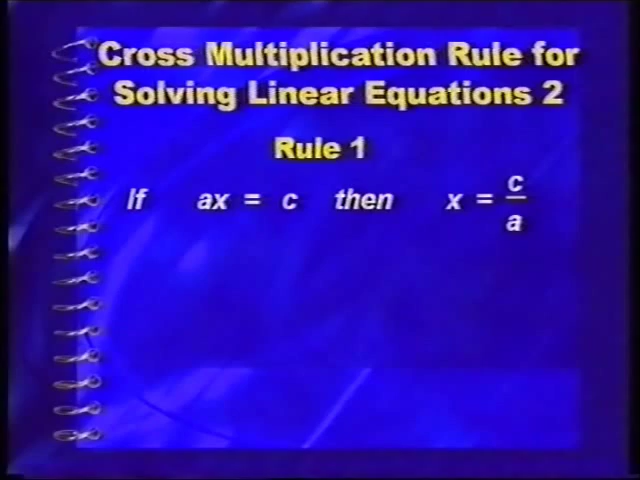 Cross Multiplication Rule for
Solving Linear Equations 2
Rule 1
If ax = c then x = c/a